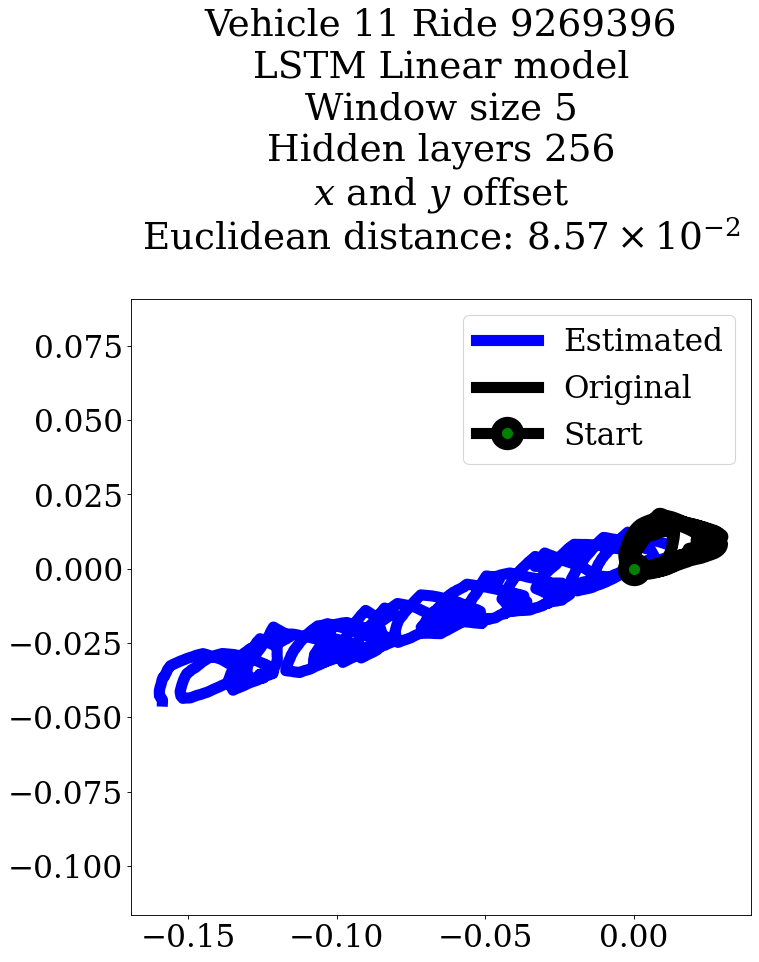 Vehicle 11 Ride 9269396
LSTM Linear model
Window size 5
Hidden layers 256
x and y offset
Euclidean distance: 8.57 × 10⁻²
Estimated
Original
Start
0.075
0.050
0.025
0.000
−0.025
−0.050
−0.075
−0.100
−0.15 −0.10 −0.05 0.00